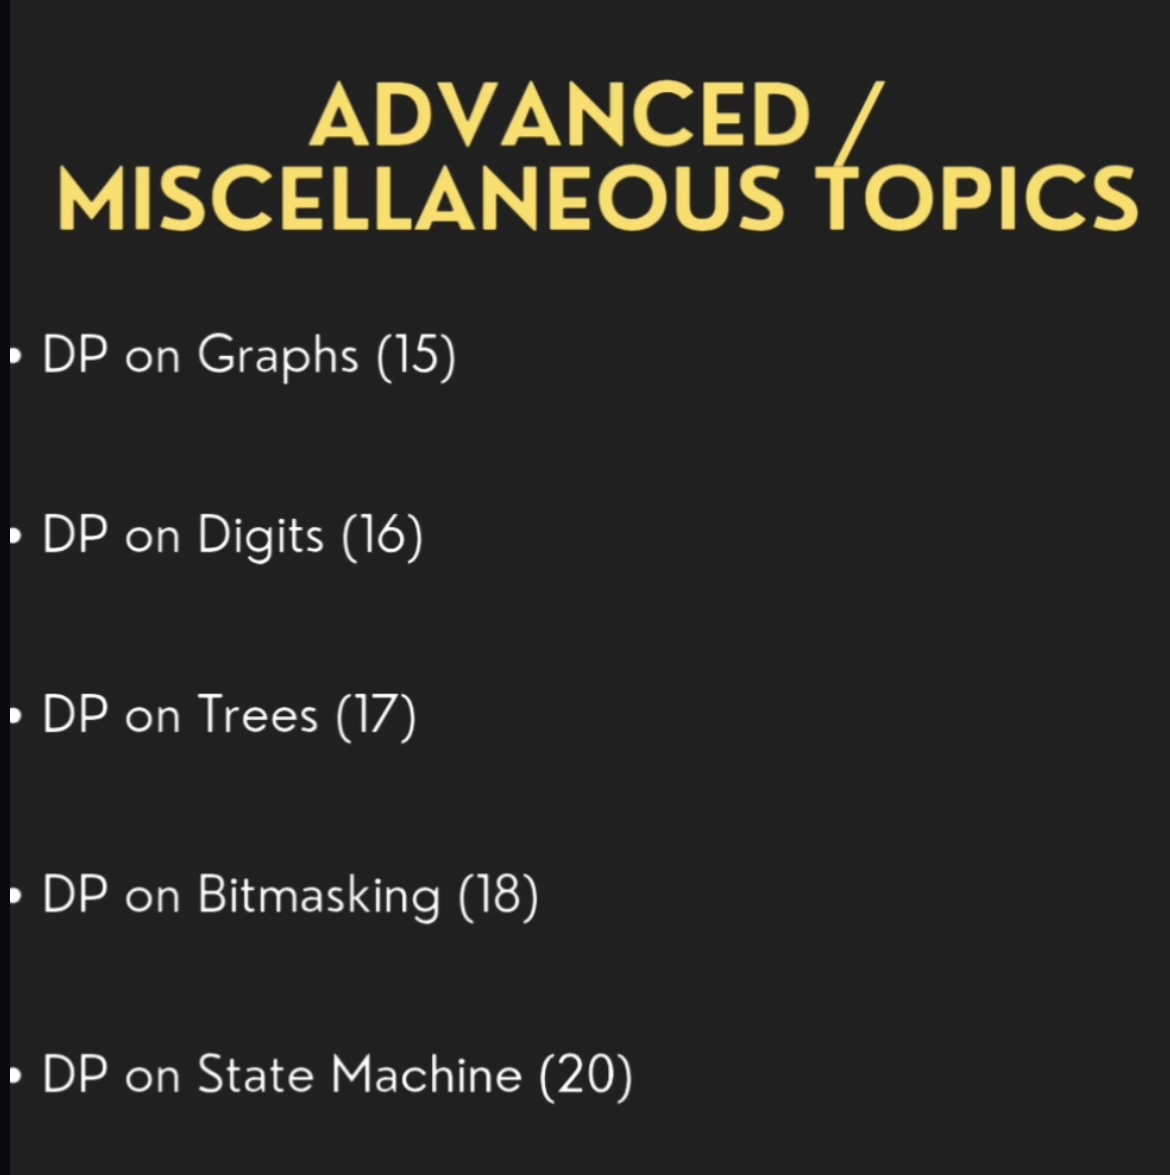 ADVANCED /
MISCELLANEOUS TOPICS
• DP on Graphs (15)
• DP on Digits (16)
• DP on Trees (17)
• DP on Bitmasking (18)
• DP on State Machine (20)